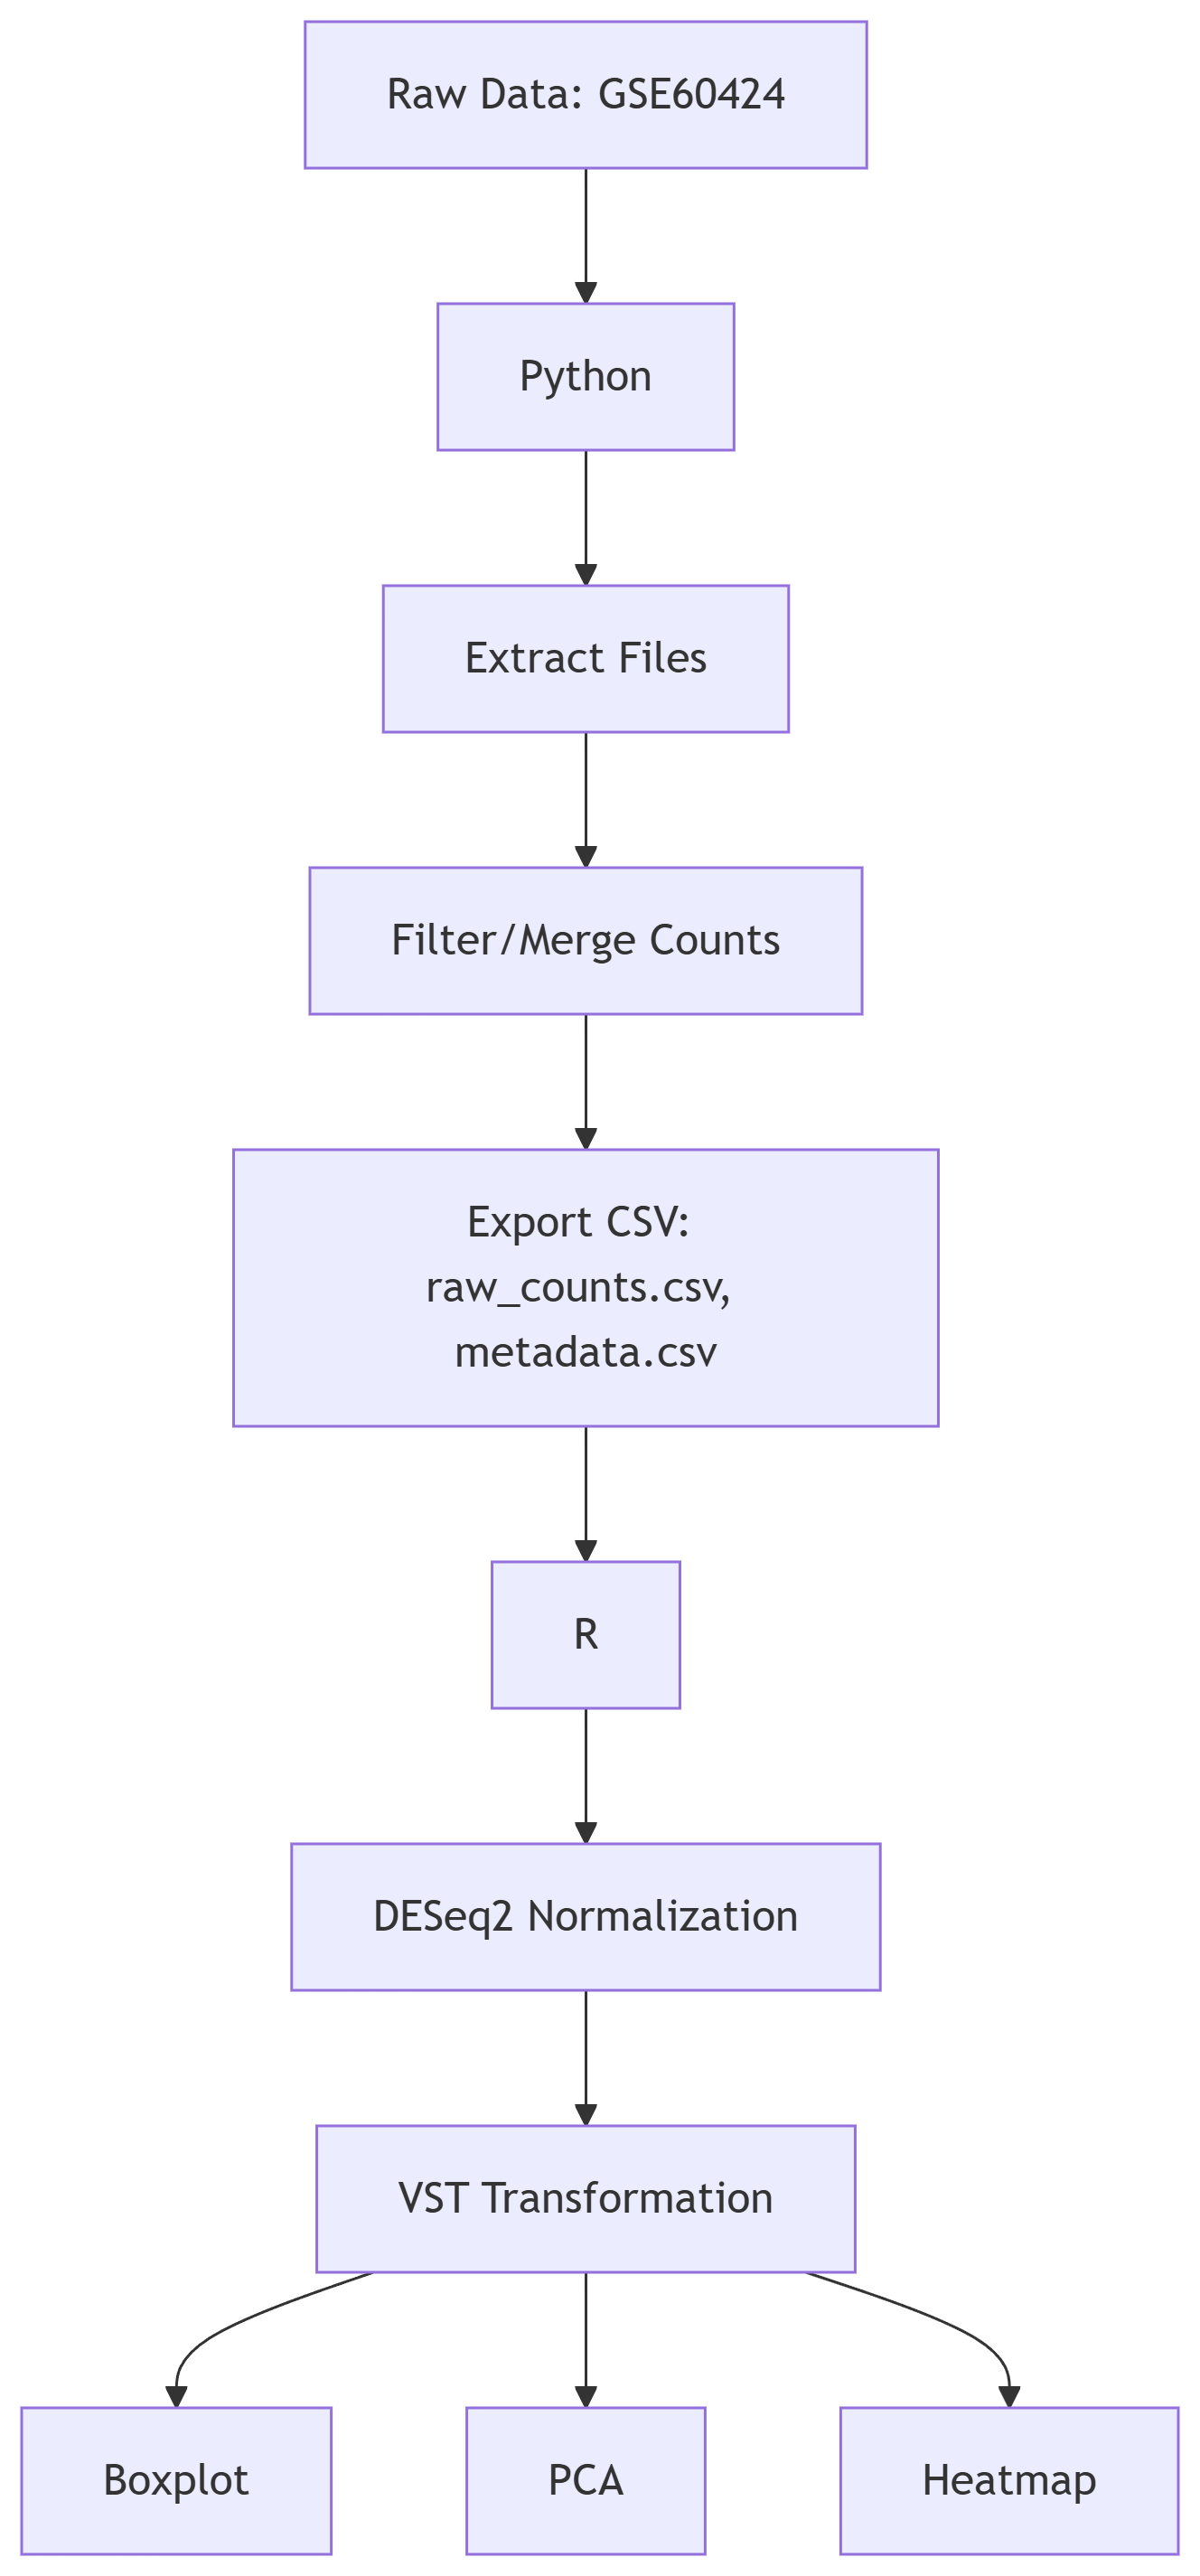 Raw Data: GSE60424
Python
Extract Files
Filter/Merge Counts
Export CSV:
raw_counts.csv,
metadata.csv
R
DESeq2 Normalization
VST Transformation
Boxplot
PCA
Heatmap